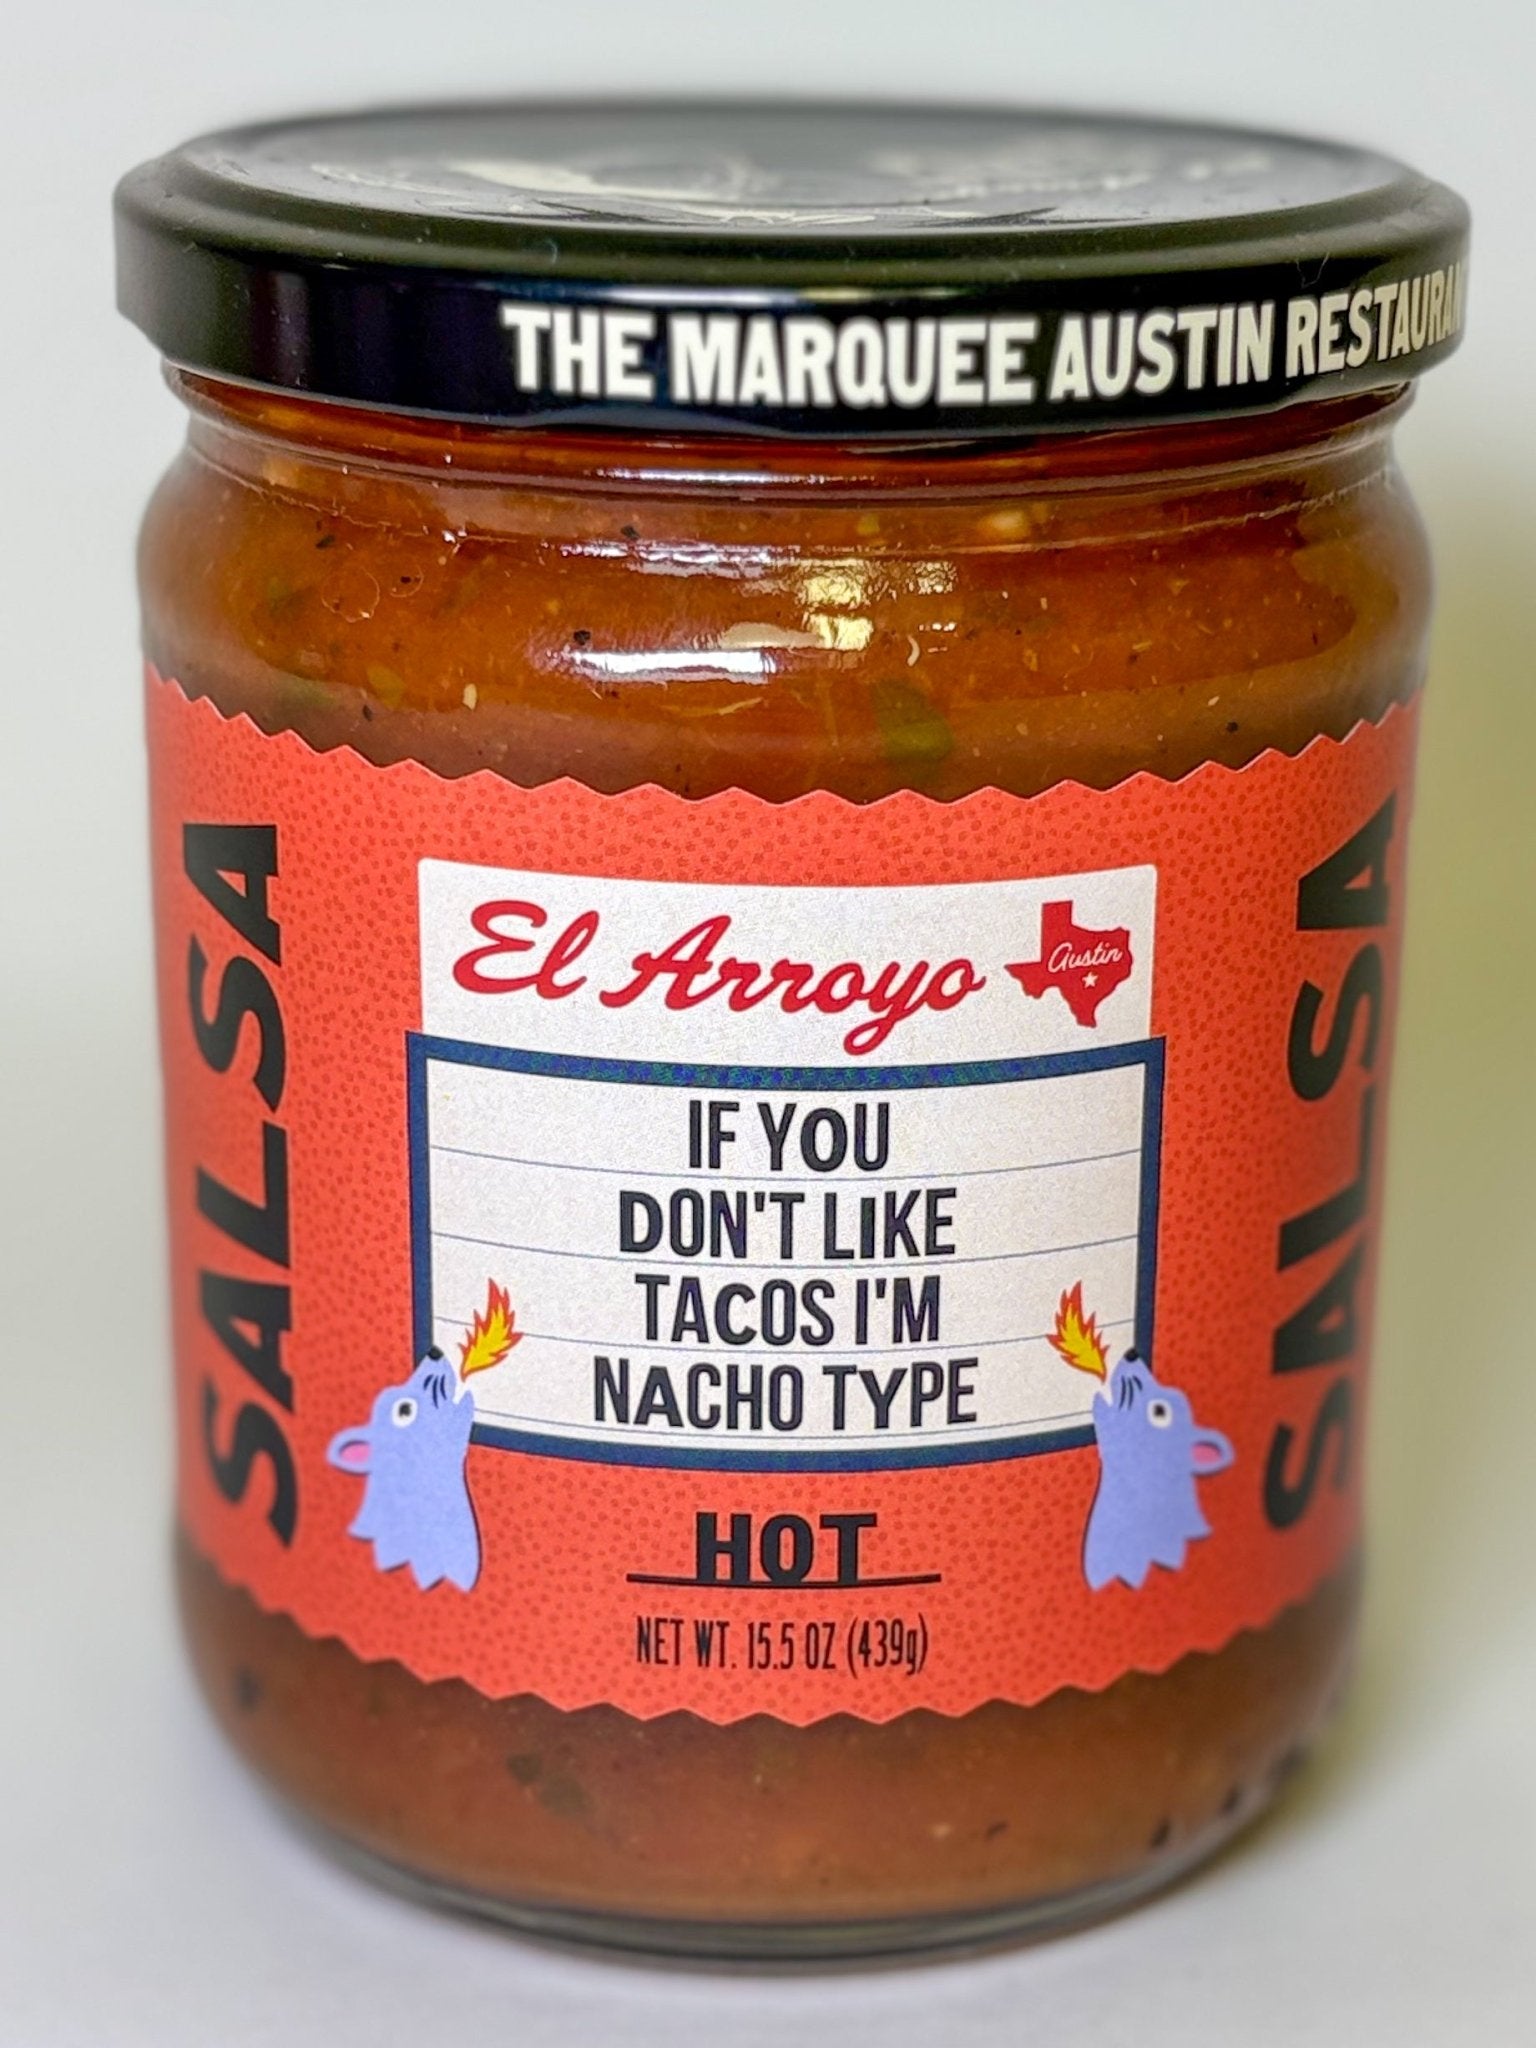 THE MARQUEE AUSTIN RESTAURAN
El Arroyo
Austin
IF YOU
DON'T LIKE
TACOS I'M
NACHO TYPE
SALSA
SALSA
HOT
NET WT. 15.5 OZ (439g)